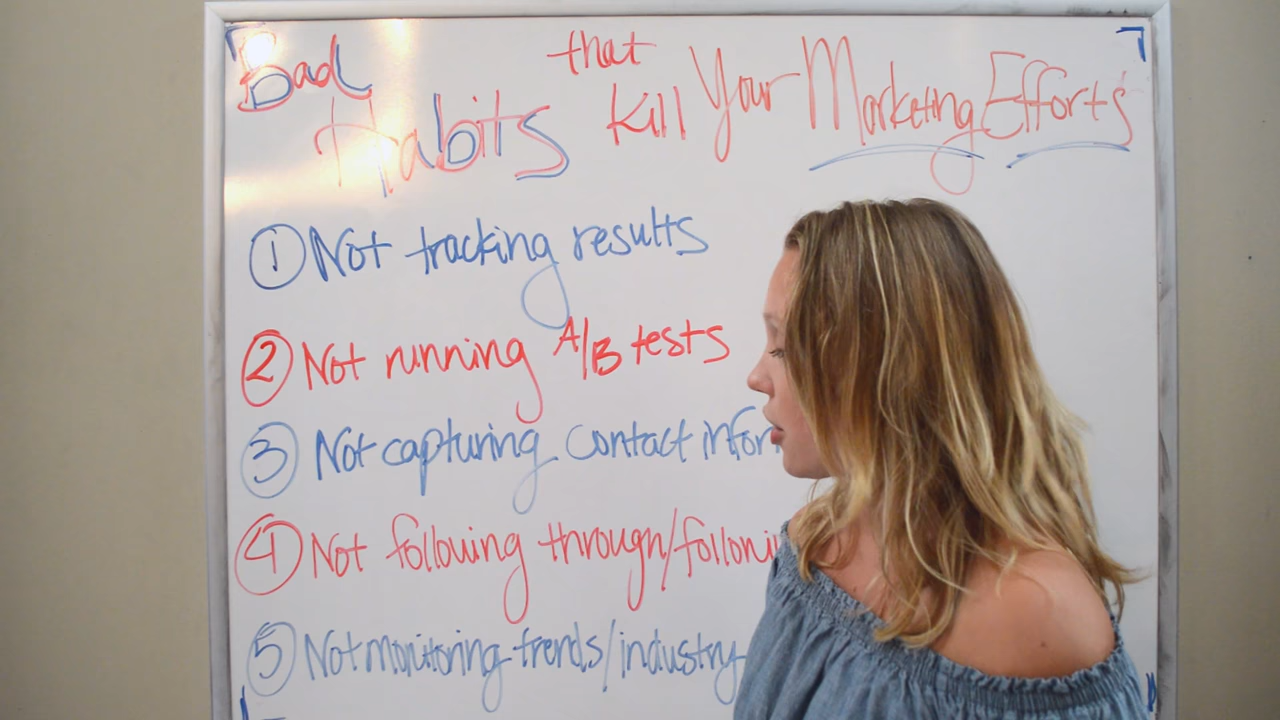 Bad Habits that Kill Your Marketing Efforts
1 Not tracking results
2 Not running A/B tests
3 Not capturing contact infor
4 Not following through/followi
5 Not monitoring trends/industry